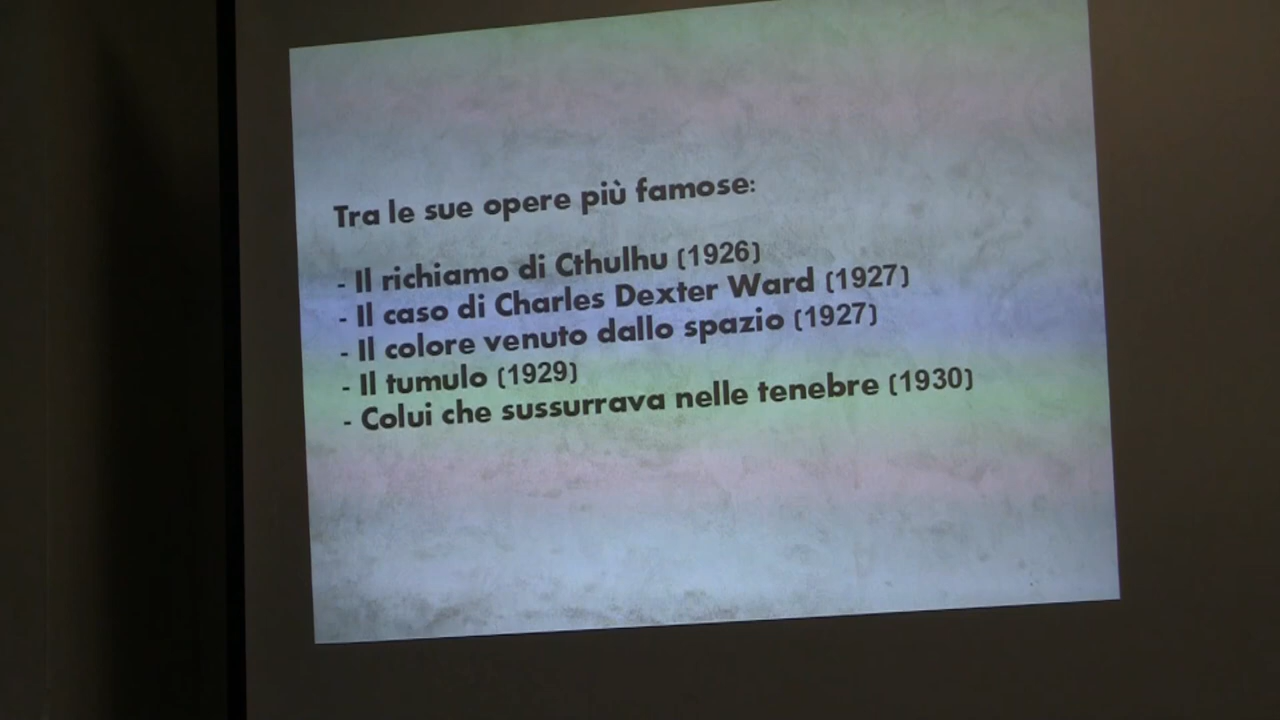 Tra le sue opere più famose:
- Il richiamo di Cthulhu (1926)
- Il caso di Charles Dexter Ward (1927)
- Il colore venuto dallo spazio (1927)
- Il tumulo (1929)
- Colui che sussurrava nelle tenebre (1930)